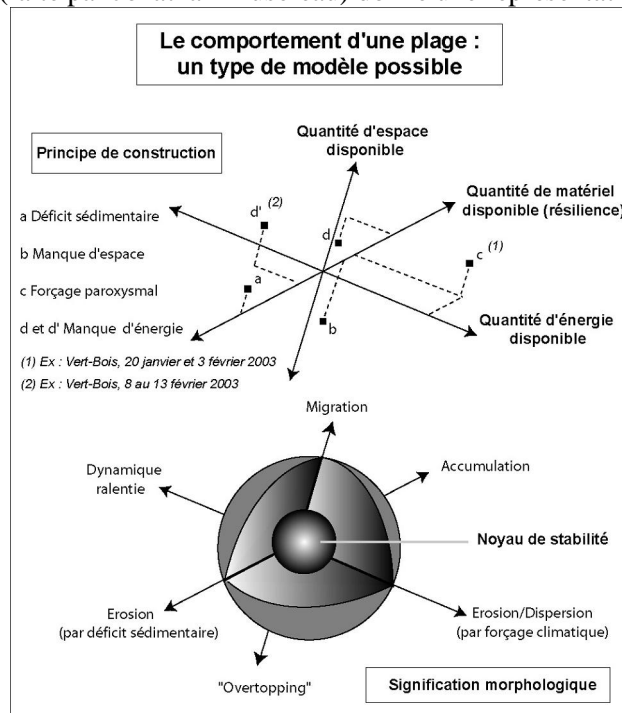 Le comportement d'une plage :
un type de modèle possible
Principe de construction
Quantité d'espace
disponible
Quantité de matériel
disponible (résilience)
a Déficit sédimentaire
b Manque d'espace
c Forçage paroxysmal
d et d' Manque d'énergie
d' (2)
d
c (1)
a
b
Quantité d'énergie
disponible
(1) Ex : Vert-Bois, 20 janvier et 3 février 2003
(2) Ex : Vert-Bois, 8 au 13 février 2003
Migration
Dynamique
ralentie
Accumulation
Noyau de stabilité
Erosion
(par déficit sédimentaire)
Erosion/Dispersion
(par forçage climatique)
"Overtopping"
Signification morphologique